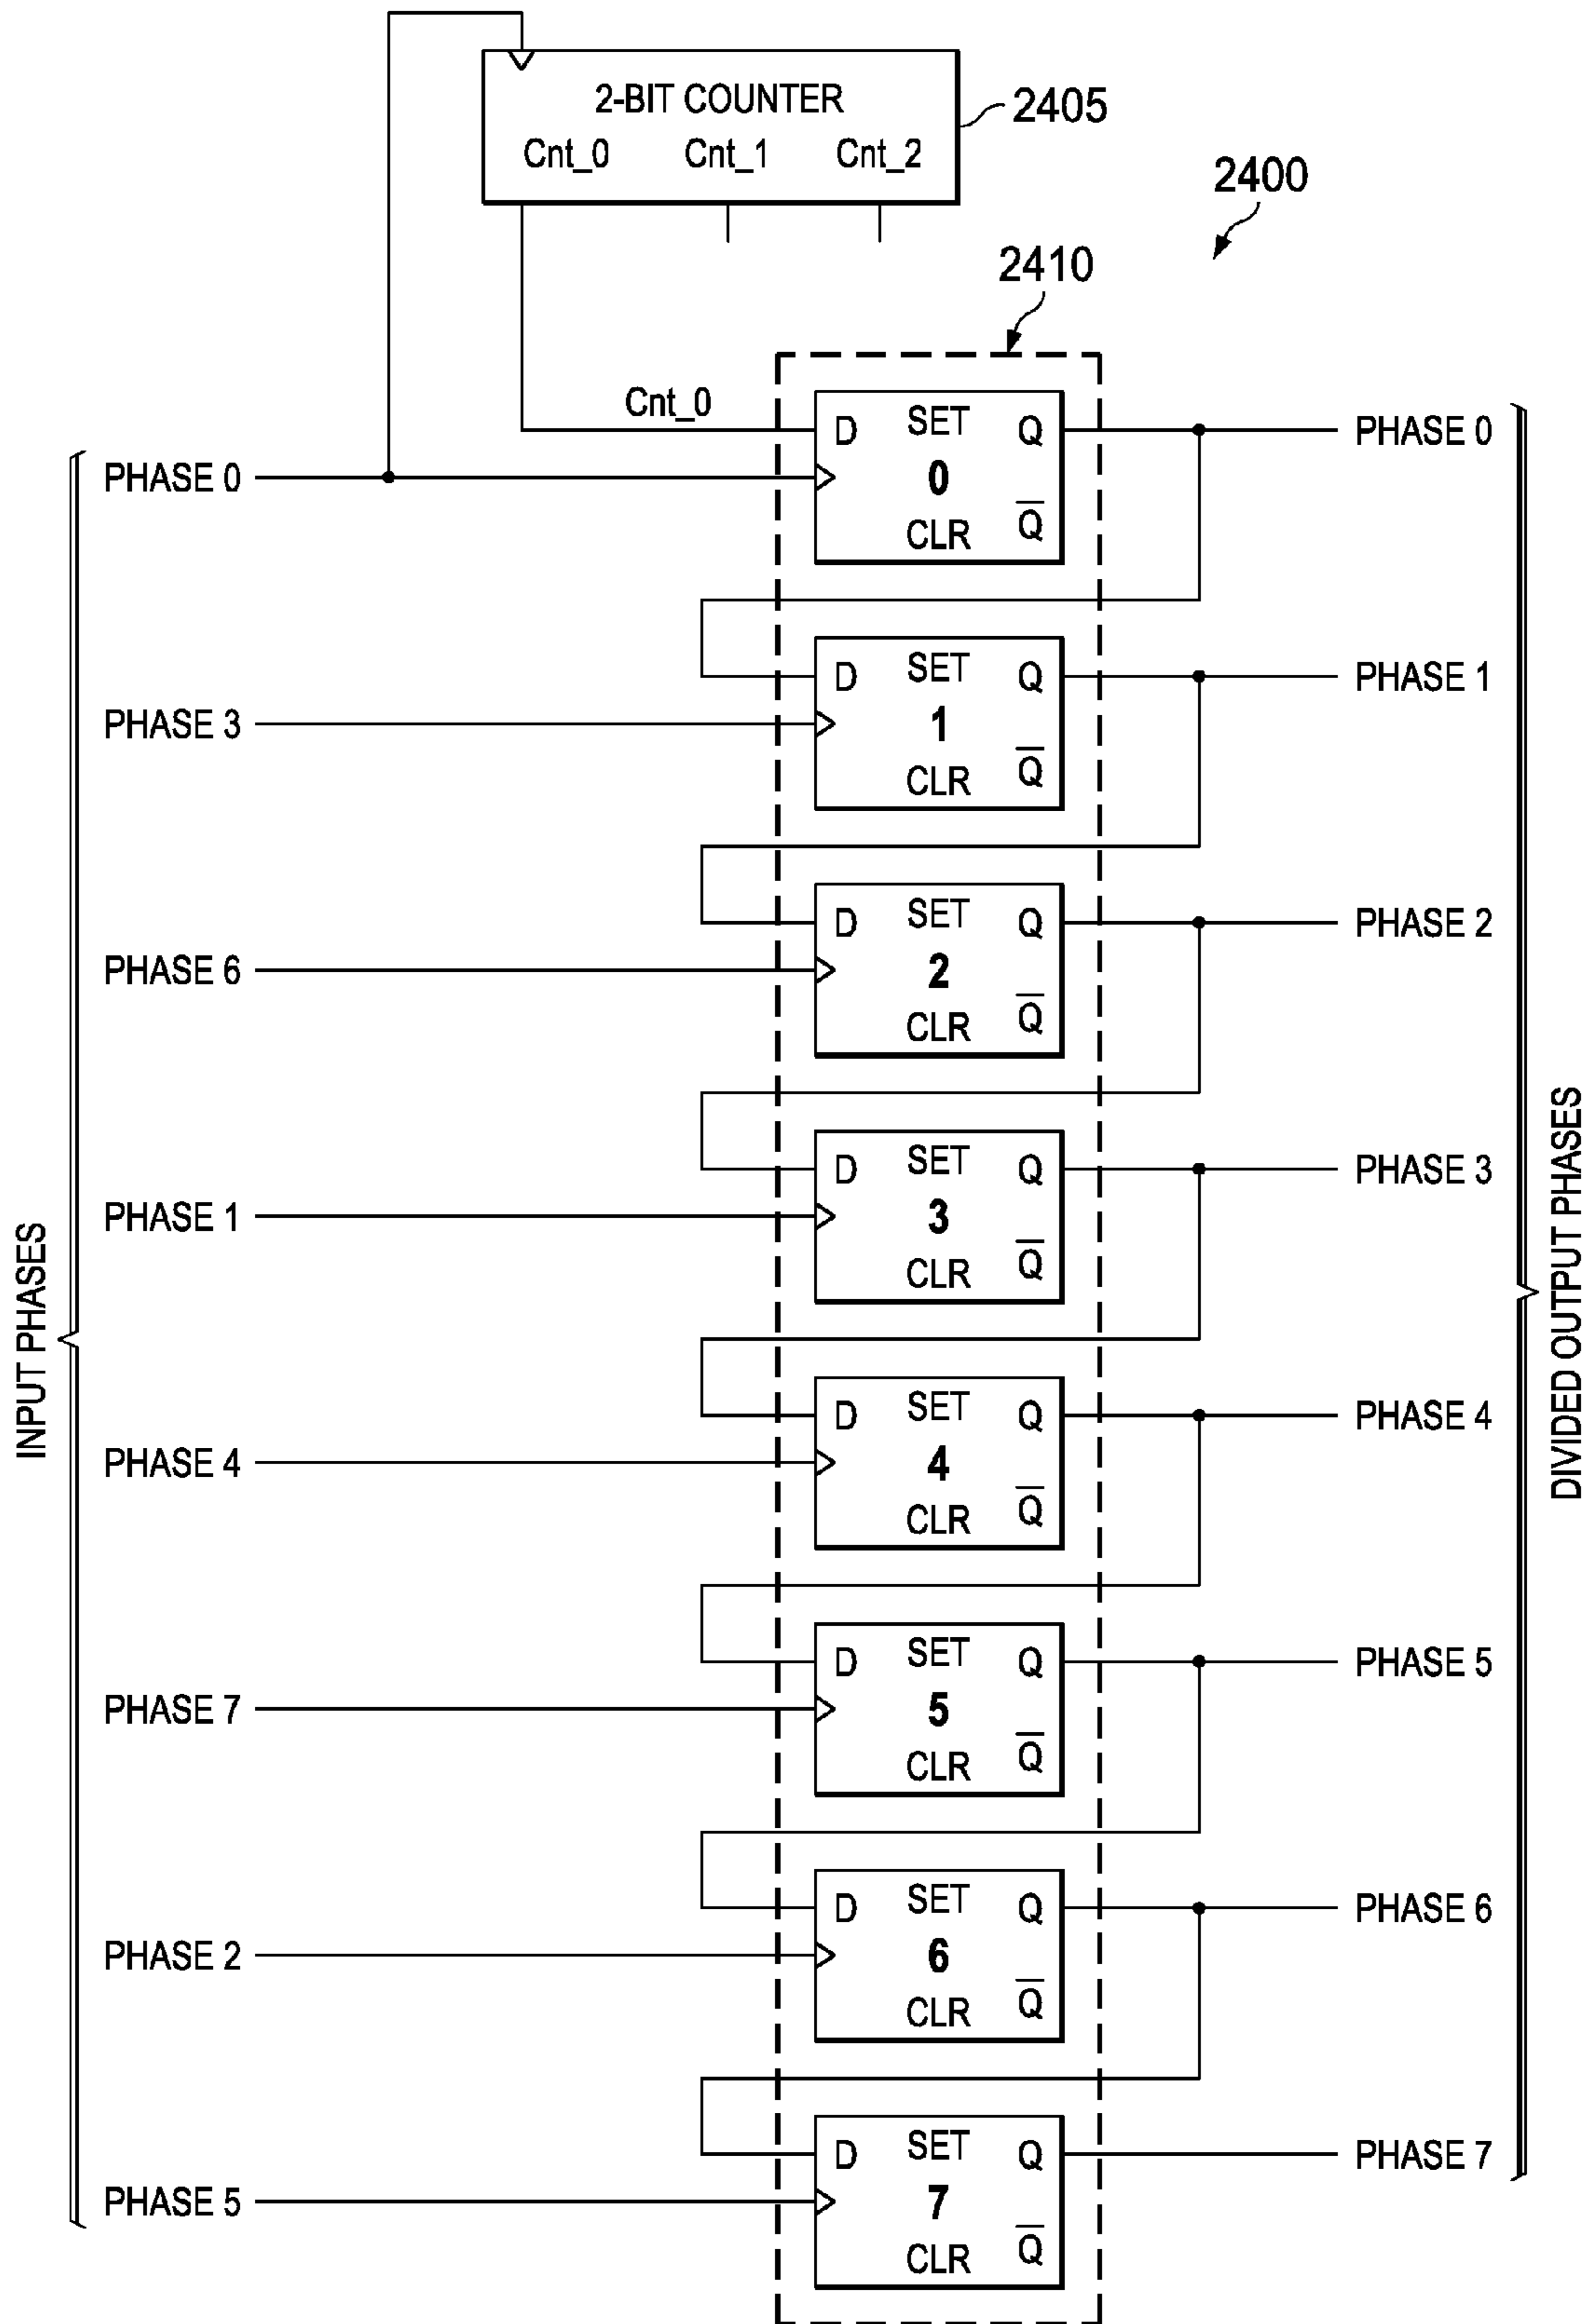 2-BIT COUNTER
Cnt_0 Cnt_1 Cnt_2
2405
2400
2410
Cnt_0
INPUT PHASES
DIVIDED OUTPUT PHASES
D SET Q
PHASE 0
PHASE 0
0
CLR Q̅
D SET Q
PHASE 1
PHASE 3
1
CLR Q̅
D SET Q
PHASE 2
PHASE 6
2
CLR Q̅
D SET Q
PHASE 3
PHASE 1
3
CLR Q̅
D SET Q
PHASE 4
PHASE 4
4
CLR Q̅
D SET Q
PHASE 5
PHASE 7
5
CLR Q̅
D SET Q
PHASE 6
PHASE 2
6
CLR Q̅
D SET Q
PHASE 7
PHASE 5
7
CLR Q̅